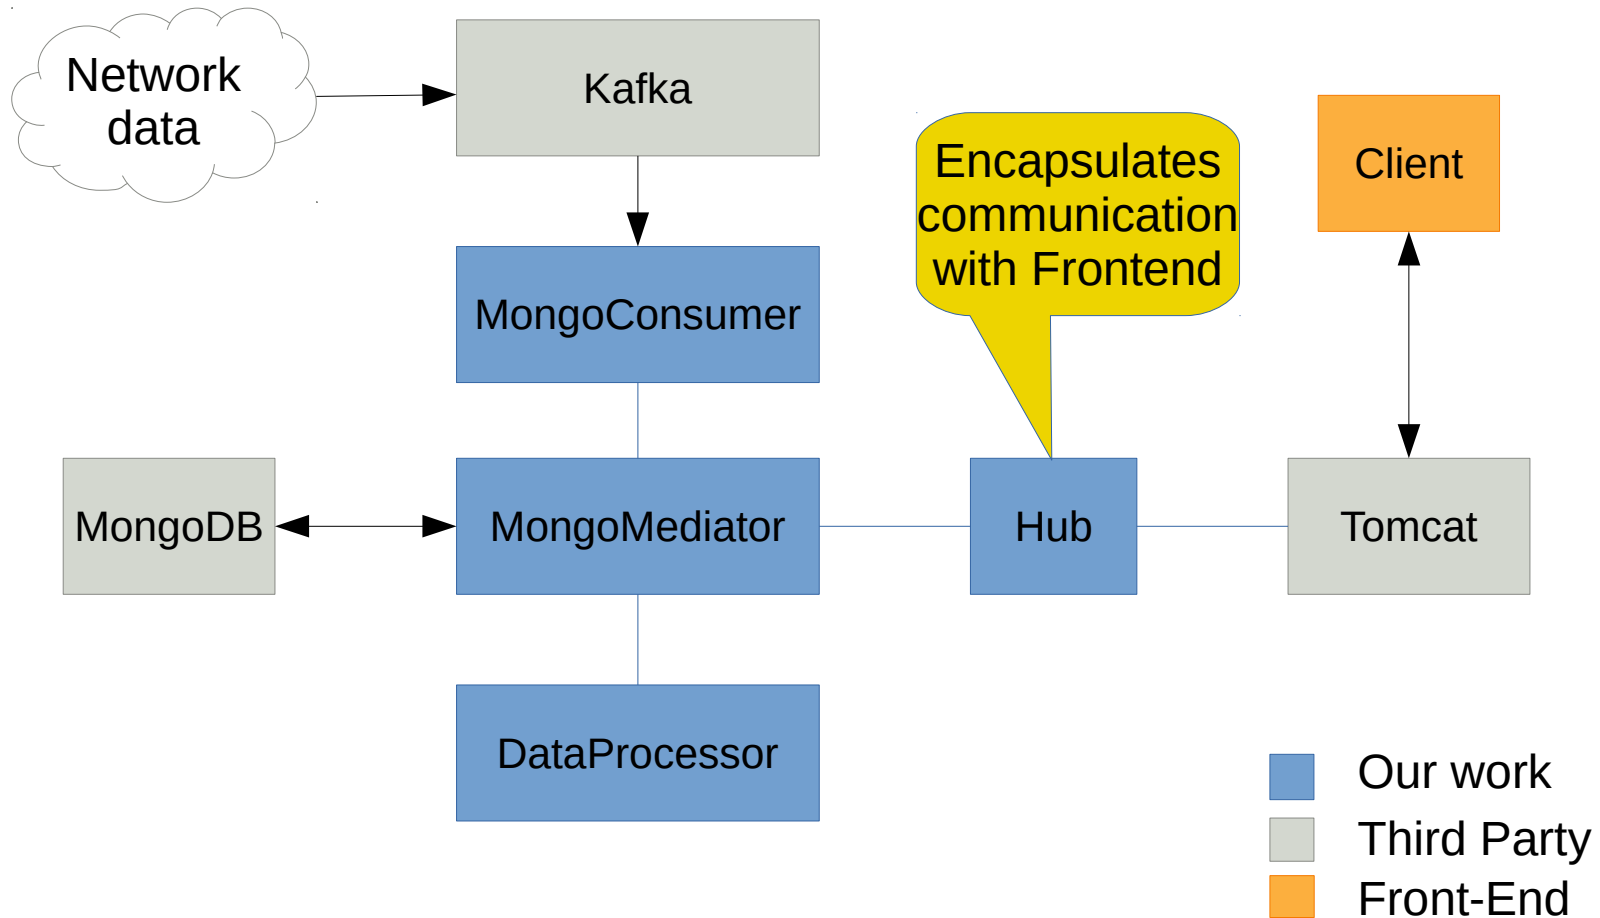 Network
data
Kafka
Encapsulates
communication
with Frontend
Client
MongoConsumer
MongoDB
MongoMediator
Hub
Tomcat
DataProcessor
Our work
Third Party
Front-End